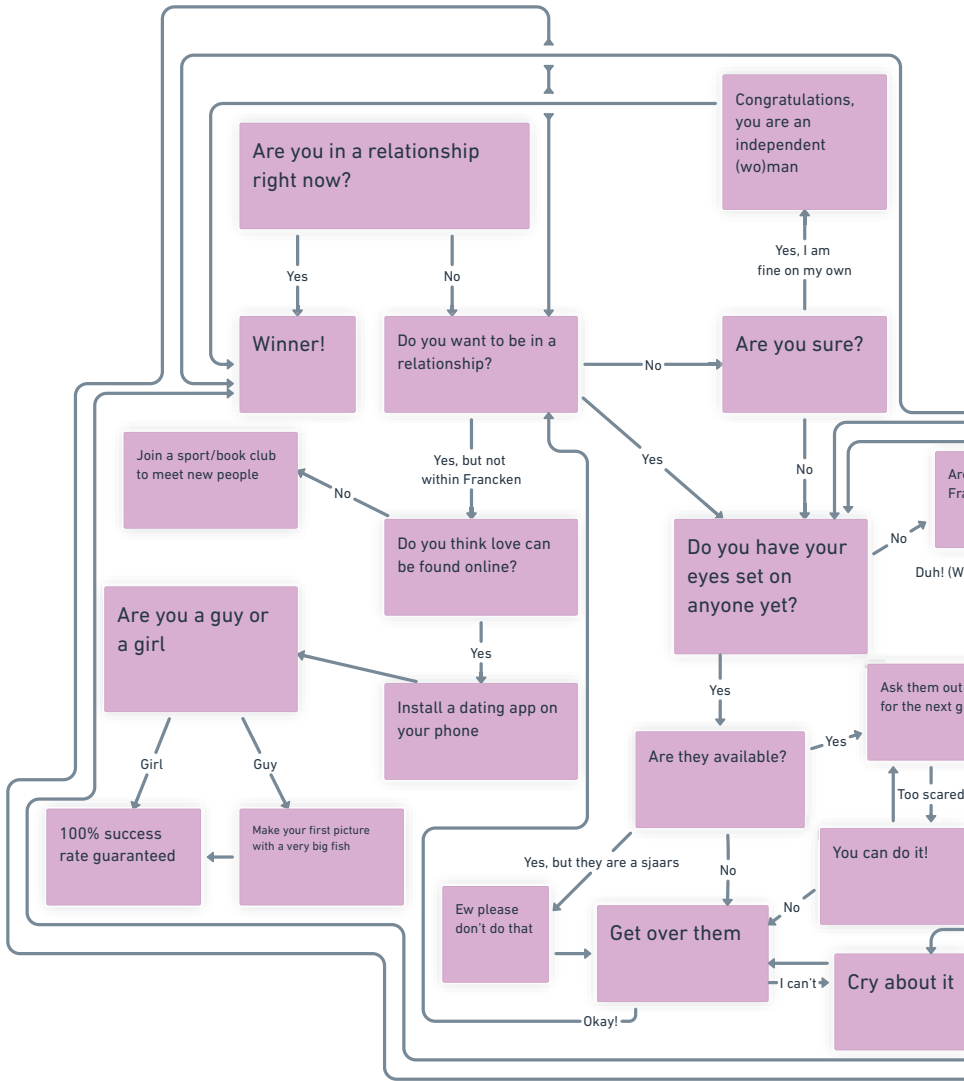 Congratulations,
you are an
independent
(wo)man
Are you in a relationship
right now?
Yes, I am
fine on my own
Yes
No
Winner!
Do you want to be in a
relationship?
No
Are you sure?
Join a sport/book club
to meet new people
Yes, but not
within Francken
Yes
No
No
Do you think love can
be found online?
Do you have your
eyes set on
anyone yet?
No
Duh! (W
Are you a guy or
a girl
Yes
Install a dating app on
your phone
Yes
Ask them out
for the next g
Are they available?
Yes
Girl
Guy
Too scared
100% success
rate guaranteed
Make your first picture
with a very big fish
You can do it!
Yes, but they are a sjaars
No
No
Ew please
don't do that
Get over them
I can't
Cry about it
Okay!